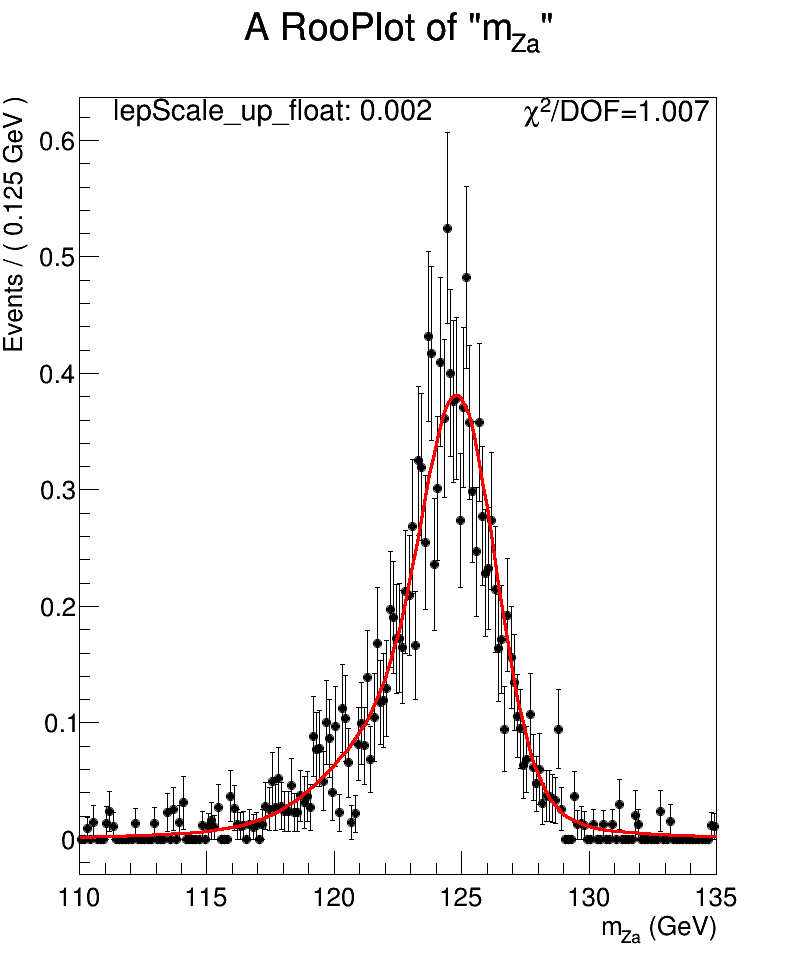 A RooPlot of "m_Za"
lepScale_up_float: 0.002
χ²/DOF=1.007
Events / ( 0.125 GeV )
0.6
0.5
0.4
0.3
0.2
0.1
0
110 115 120 125 130 135
m_Za (GeV)